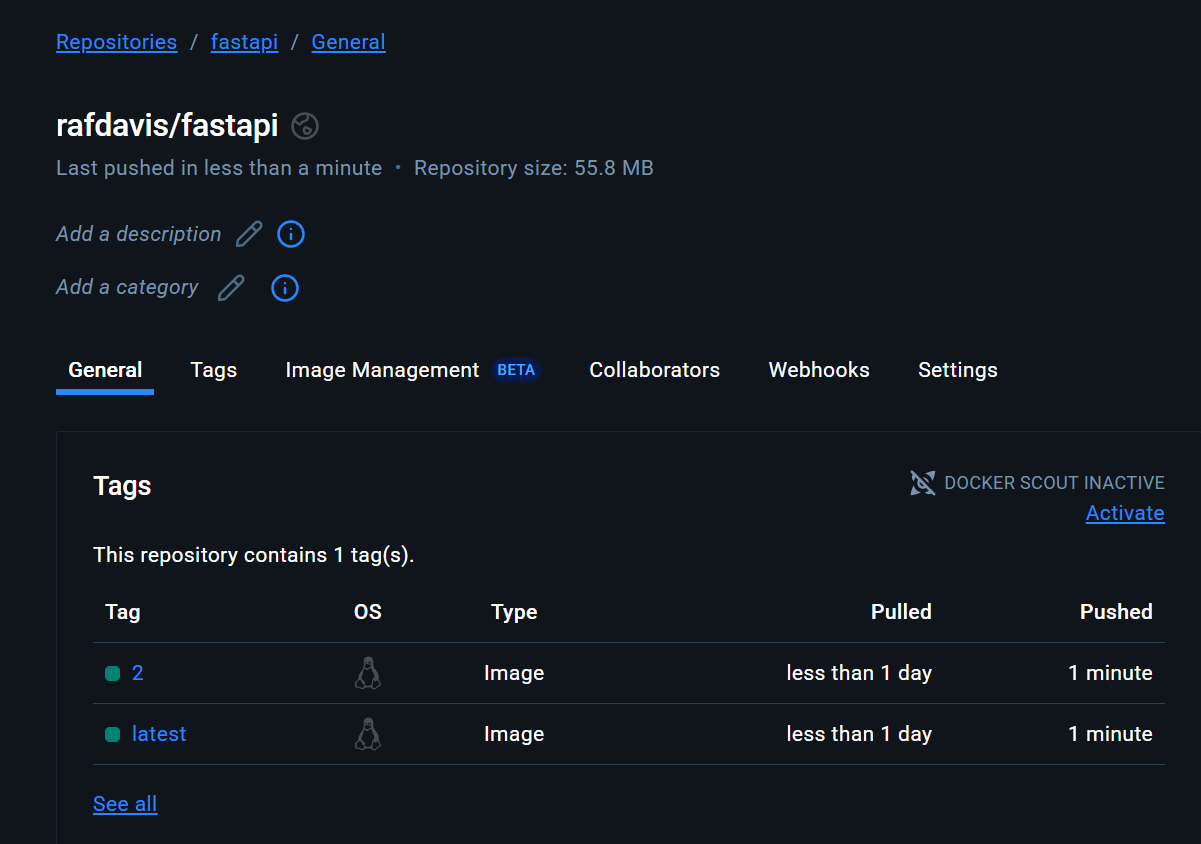 Repositories / fastapi / General
rafdavis/fastapi
Last pushed in less than a minute • Repository size: 55.8 MB
Add a description
Add a category
General Tags Image Management BETA Collaborators Webhooks Settings
Tags
DOCKER SCOUT INACTIVE
Activate
This repository contains 1 tag(s).
Tag OS Type Pulled Pushed
2 Image less than 1 day 1 minute
latest Image less than 1 day 1 minute
See all